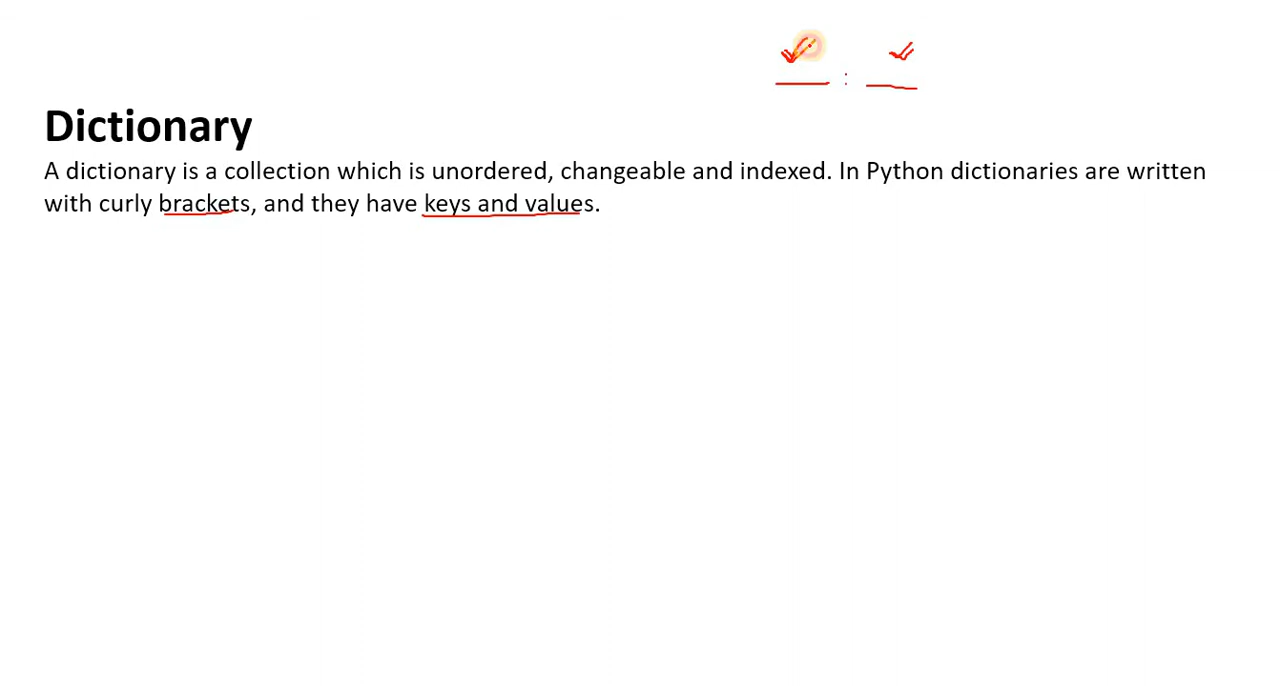 :
Dictionary
A dictionary is a collection which is unordered, changeable and indexed. In Python dictionaries are written
with curly brackets, and they have keys and values.